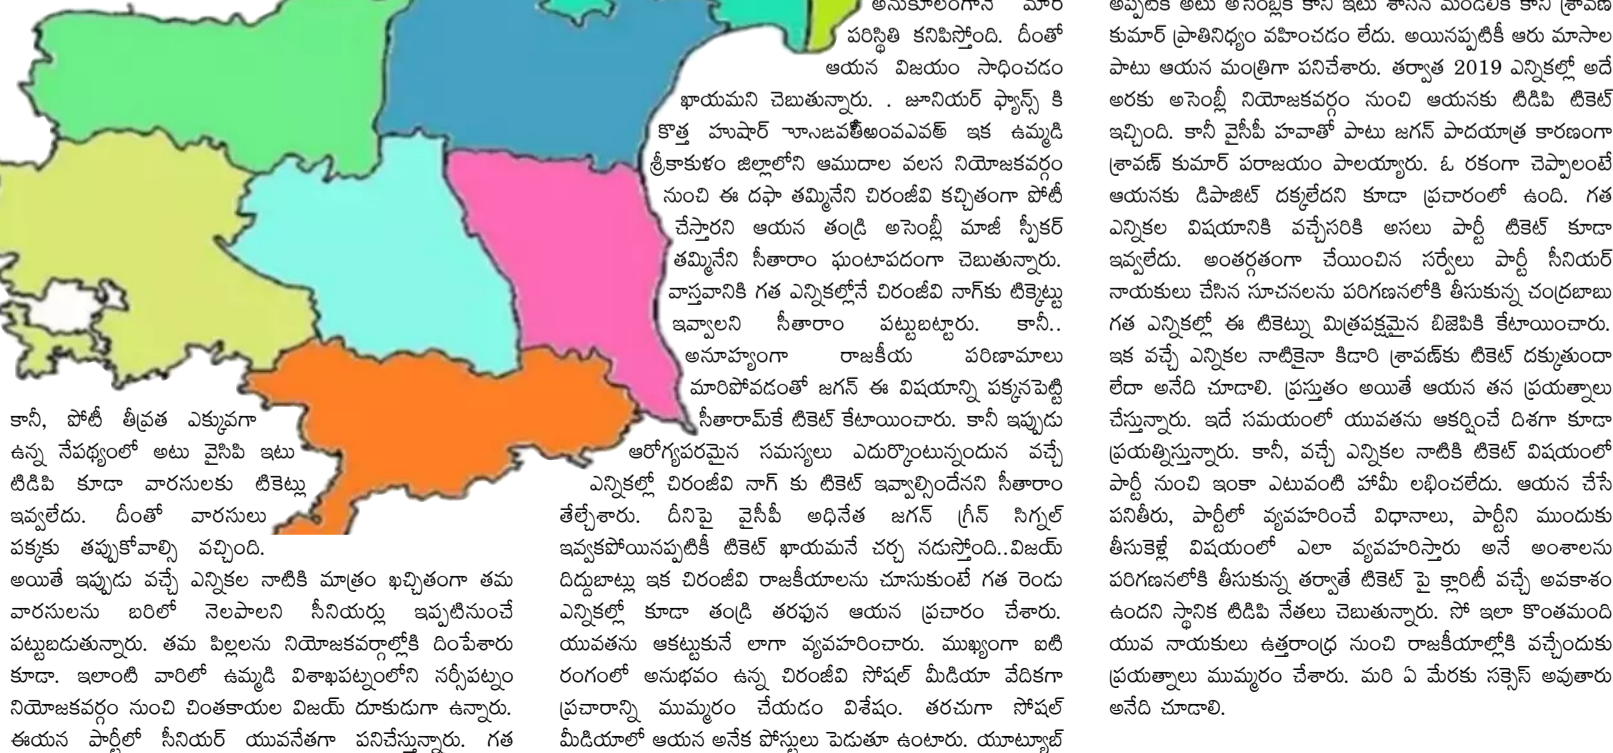 కానీ, పోటీ తీవ్రత ఎక్కువగా
ఉన్న నేపథ్యంలో అటు వైసిపి ఇటు
టిడిపి కూడా వారసులకు టికెట్లు
ఇవ్వలేదు. దీంతో వారసులు
పక్కకు తప్పుకోవాల్సి వచ్చింది.
అయితే ఇప్పుడు వచ్చే ఎన్నికల నాటికి మాత్రం ఖచ్చితంగా తమ
వారసులను బరిలో నెలపాలని సీనియర్లు ఇప్పటినుంచే
పట్టుబడుతున్నారు. తమ పిల్లలను నియోజకవర్గాల్లోకి దింపేశారు
కూడా. ఇలాంటి వారిలో ఉమ్మడి విశాఖపట్నంలోని నర్సీపట్నం
నియోజకవర్గం నుంచి చింతకాయల విజయ్ దూకుడుగా ఉన్నారు.
ఈయన పార్టీలో సీనియర్ యువనేతగా పనిచేస్తున్నారు. గత
అనుకూలంగానే మారే
పరిస్థితి కనిపిస్తోంది. దీంతో
ఆయన విజయం సాధించడం
ఖాయమని చెబుతున్నారు. . జూనియర్ ఫ్యాన్స్ కి
కొత్త హుషార్ ఇక ఉమ్మడి
శ్రీకాకుళం జిల్లాలోని ఆముదాల వలస నియోజకవర్గం
నుంచి ఈ దఫా తమ్మినేని చిరంజీవి కచ్చితంగా పోటీ
చేస్తారని ఆయన తండ్రి అసెంబ్లీ మాజీ స్పీకర్
తమ్మినేని సీతారాం ఘంటాపదంగా చెబుతున్నారు.
వాస్తవానికి గత ఎన్నికల్లోనే చిరంజీవి నాగ్‌కు టిక్కెట్టు
ఇవ్వాలని సీతారాం పట్టుబట్టారు. కానీ..
అనూహ్యంగా రాజకీయ పరిణామాలు
మారిపోవడంతో జగన్ ఈ విషయాన్ని పక్కనపెట్టి
సీతారామ్‌కే టికెట్ కేటాయించారు. కానీ ఇప్పుడు
ఆరోగ్యపరమైన సమస్యలు ఎదుర్కొంటున్నందున వచ్చే
ఎన్నికల్లో చిరంజీవి నాగ్ కు టికెట్ ఇవ్వాల్సిందేనని సీతారాం
తేల్చేశారు. దీనిపై వైసీపీ అధినేత జగన్ గ్రీన్ సిగ్నల్
ఇవ్వకపోయినప్పటికీ టికెట్ ఖాయమనే చర్చ నడుస్తోంది..విజయ్
దిద్దుబాట్లు ఇక చిరంజీవి రాజకీయాలను చూసుకుంటే గత రెండు
ఎన్నికల్లో కూడా తండ్రి తరఫున ఆయన ప్రచారం చేశారు.
యువతను ఆకట్టుకునే లాగా వ్యవహరించారు. ముఖ్యంగా ఐటి
రంగంలో అనుభవం ఉన్న చిరంజీవి సోషల్ మీడియా వేదికగా
ప్రచారాన్ని ముమ్మరం చేయడం విశేషం. తరచుగా సోషల్
మీడియాలో ఆయన అనేక పోస్టులు పెడుతూ ఉంటారు. యూట్యూబ్
అప్పటికి అటు అసెంబ్లీకి కానీ ఇటు శాసన మండలికి కానీ శ్రావణ్
కుమార్ ప్రాతినిధ్యం వహించడం లేదు. అయినప్పటికీ ఆరు మాసాల
పాటు ఆయన మంత్రిగా పనిచేశారు. తర్వాత 2019 ఎన్నికల్లో అదే
అరకు అసెంబ్లీ నియోజకవర్గం నుంచి ఆయనకు టిడిపి టికెట్
ఇచ్చింది. కానీ వైసీపీ హవాతో పాటు జగన్ పాదయాత్ర కారణంగా
శ్రావణ్ కుమార్ పరాజయం పాలయ్యారు. ఓ రకంగా చెప్పాలంటే
ఆయనకు డిపాజిట్ దక్కలేదని కూడా ప్రచారంలో ఉంది. గత
ఎన్నికల విషయానికి వచ్చేసరికి అసలు పార్టీ టికెట్ కూడా
ఇవ్వలేదు. అంతర్గతంగా చేయించిన సర్వేలు పార్టీ సీనియర్
నాయకులు చేసిన సూచనలను పరిగణనలోకి తీసుకున్న చంద్రబాబు
గత ఎన్నికల్లో ఈ టికెట్ను మిత్రపక్షమైన బిజెపికి కేటాయించారు.
ఇక వచ్చే ఎన్నికల నాటికైనా కిడారి శ్రావణ్‌కు టికెట్ దక్కుతుందా
లేదా అనేది చూడాలి. ప్రస్తుతం అయితే ఆయన తన ప్రయత్నాలు
చేస్తున్నారు. ఇదే సమయంలో యువతను ఆకర్షించే దిశగా కూడా
ప్రయత్నిస్తున్నారు. కానీ, వచ్చే ఎన్నికల నాటికి టికెట్ విషయంలో
పార్టీ నుంచి ఇంకా ఎటువంటి హామీ లభించలేదు. ఆయన చేసే
పనితీరు, పార్టీలో వ్యవహరించే విధానాలు, పార్టీని ముందుకు
తీసుకెళ్లే విషయంలో ఎలా వ్యవహరిస్తారు అనే అంశాలను
పరిగణనలోకి తీసుకున్న తర్వాతే టికెట్ పై క్లారిటీ వచ్చే అవకాశం
ఉందని స్థానిక టిడిపి నేతలు చెబుతున్నారు. సో ఇలా కొంతమంది
యువ నాయకులు ఉత్తరాంధ్ర నుంచి రాజకీయాల్లోకి వచ్చేందుకు
ప్రయత్నాలు ముమ్మరం చేశారు. మరి ఏ మేరకు సక్సెస్ అవుతారు
అనేది చూడాలి.